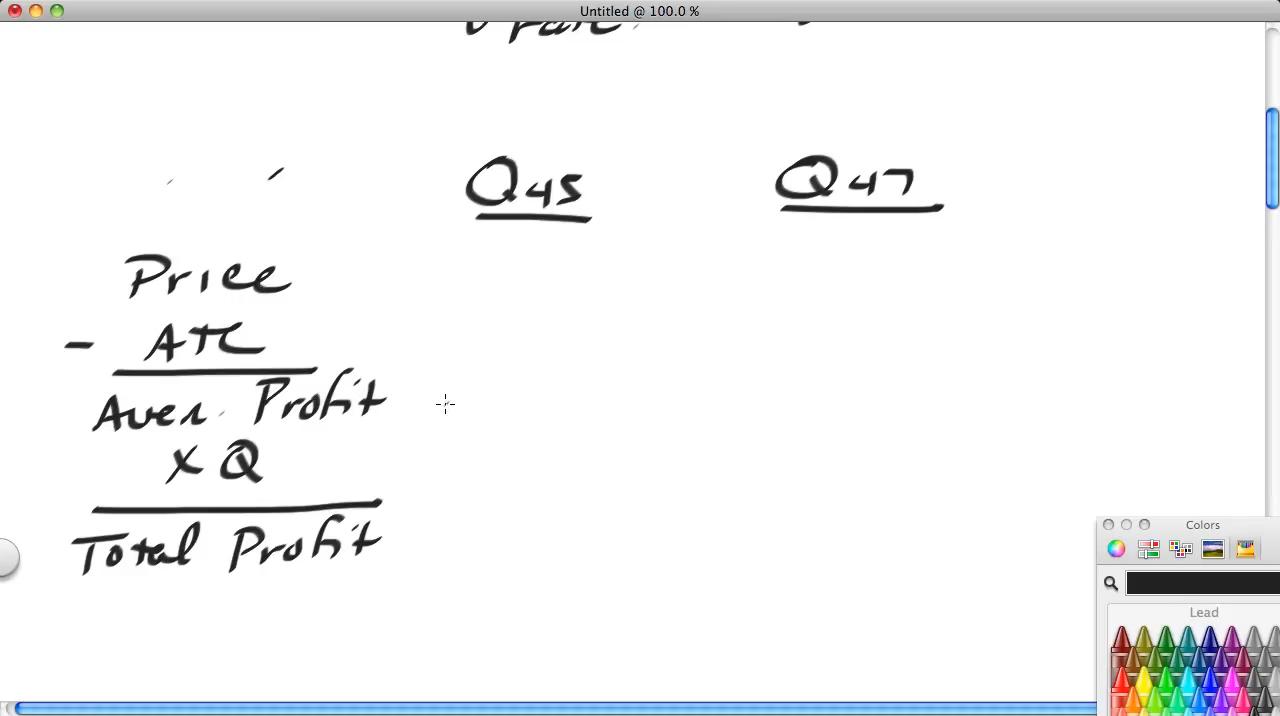 Untitled @ 100.0 %
Q45 Q47
Price
- ATC
Aver. Profit
x Q
Total Profit
Colors
Lead